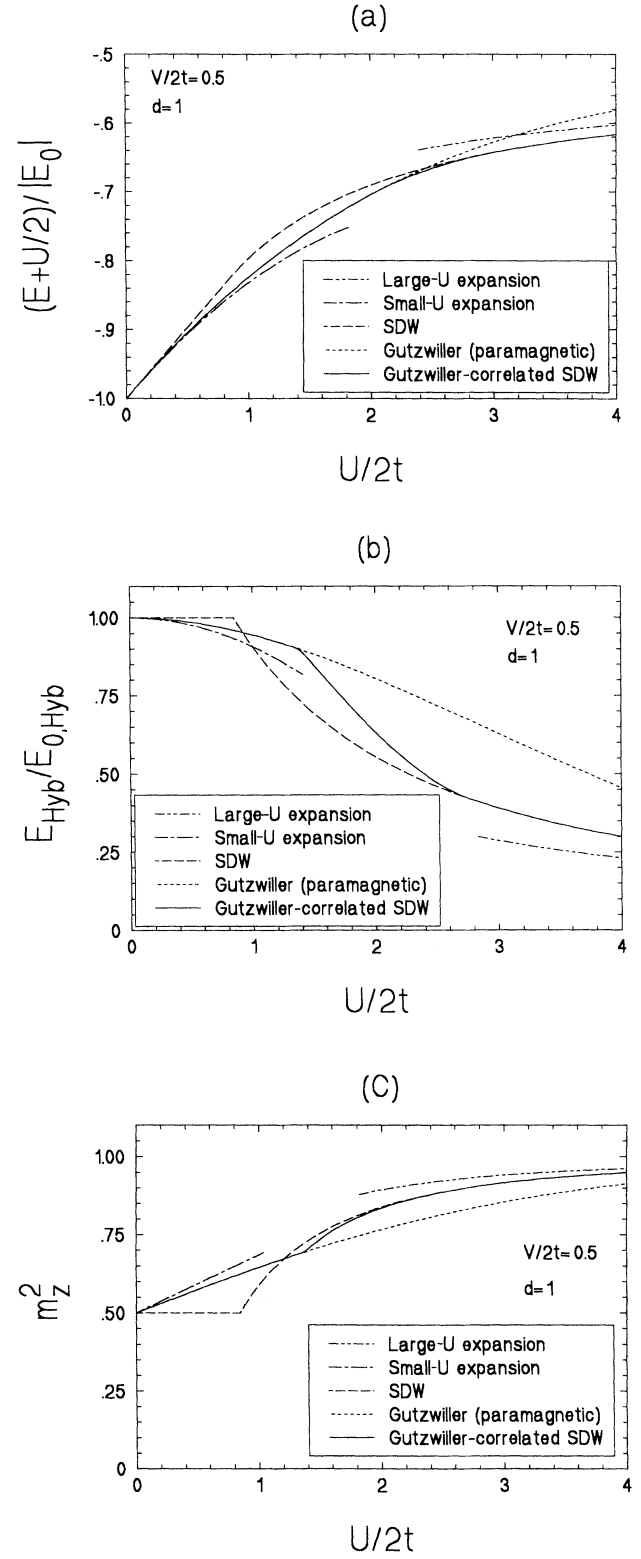 (a)
(E+U/2)/|E0|
-.5
-.6
-.7
-.8
-.9
-1.0
V/2t=0.5
d=1
Large-U expansion
Small-U expansion
SDW
Gutzwiller (paramagnetic)
Gutzwiller-correlated SDW
0 1 2 3 4
U/2t
(b)
EHyb/E0,Hyb
1.00
.75
.50
.25
0
V/2t=0.5
d=1
Large-U expansion
Small-U expansion
SDW
Gutzwiller (paramagnetic)
Gutzwiller-correlated SDW
0 1 2 3 4
U/2t
(C)
mz2
1.00
.75
.50
.25
0
V/2t=0.5
d=1
Large-U expansion
Small-U expansion
SDW
Gutzwiller (paramagnetic)
Gutzwiller-correlated SDW
0 1 2 3 4
U/2t